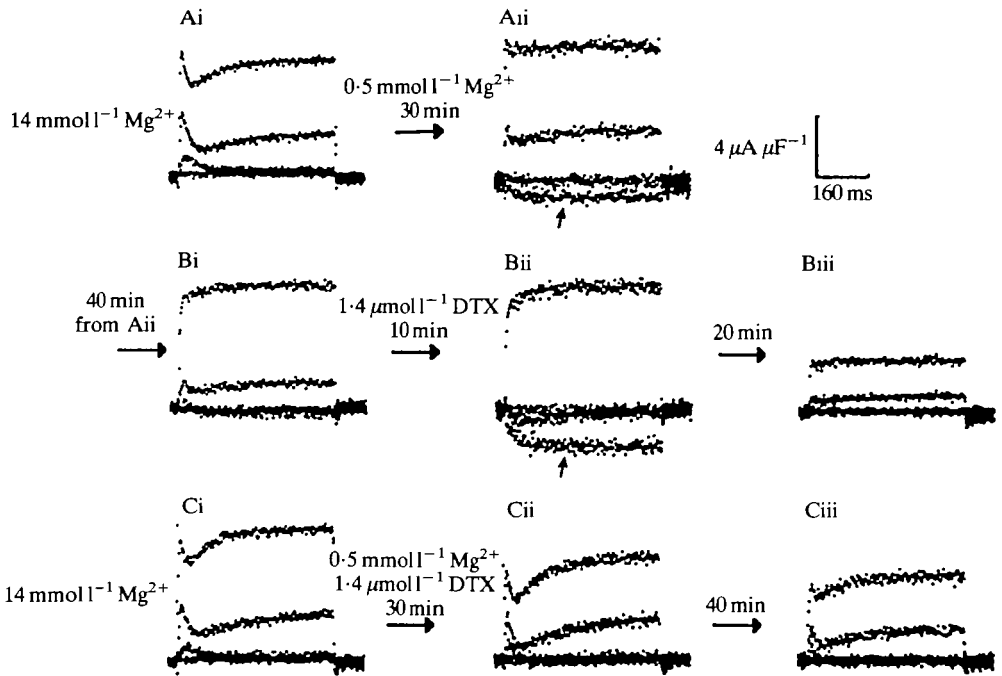 Ai
Aıi
14 mmol l⁻¹ Mg²⁺
0·5 mmol l⁻¹ Mg²⁺
30 min
4 μA μF⁻¹
160 ms
Bi
Bii
Bıii
40 min
from Aii
1·4 μmol l⁻¹ DTX
10 min
20 min
Ci
Cii
Ciii
14 mmol l⁻¹ Mg²⁺
0·5 mmol l⁻¹ Mg²⁺
1·4 μmol l⁻¹ DTX
30 min
40 min